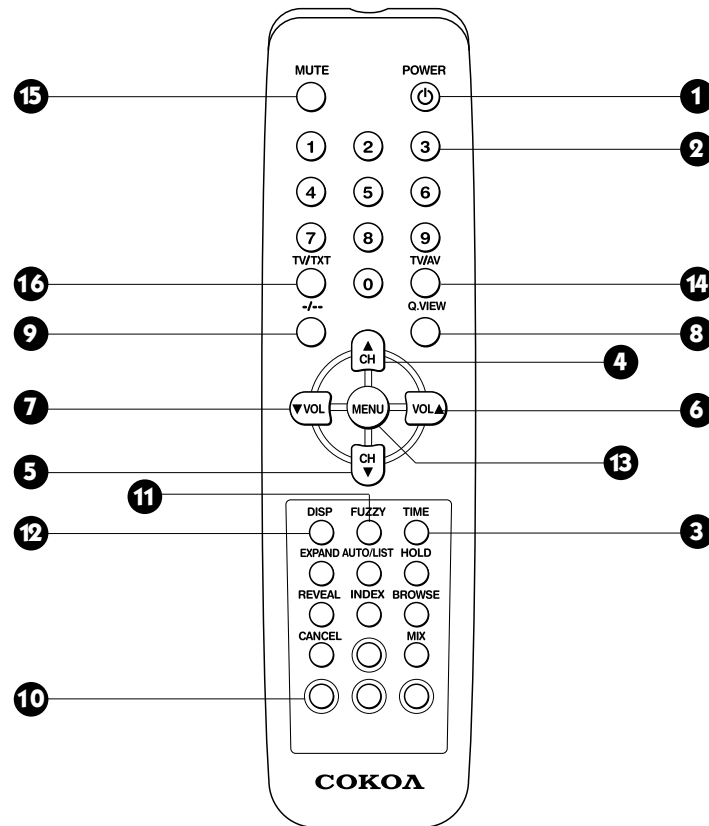 MUTE POWER
15 1
1 2 3 2
4 5 6
7 8 9
TV/TXT TV/AV
16 0 14
-/-- Q.VIEW
9 8
▲
CH 4
7 ▼VOL MENU VOL▲ 6
13
5 CH
▼
11
DISP FUZZY TIME
12 3
EXPAND AUTO/LIST HOLD
REVEAL INDEX BROWSE
CANCEL MIX
10
СОКОЛ